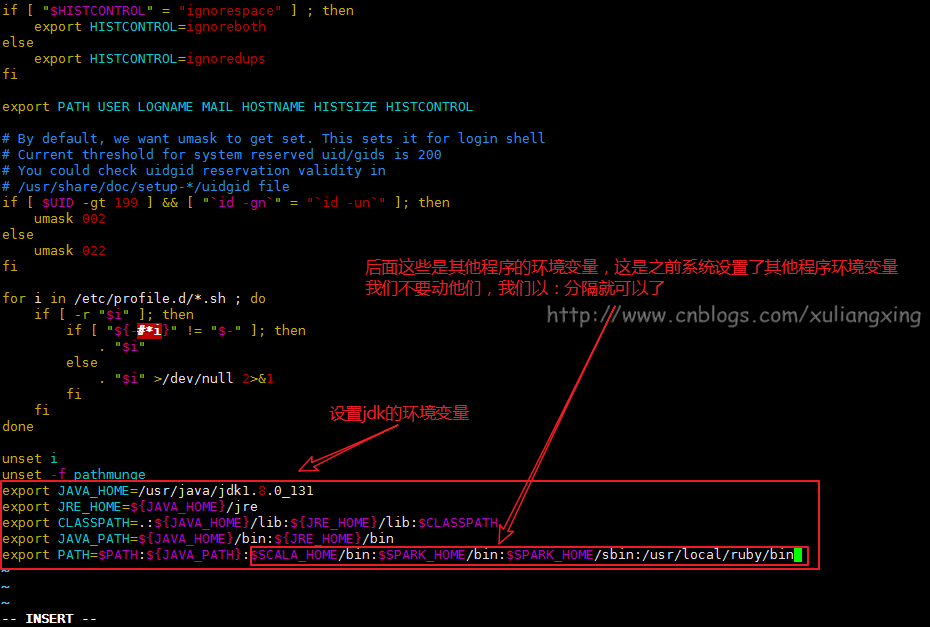 if [ "$HISTCONTROL" = "ignorespace" ] ; then
    export HISTCONTROL=ignoreboth
else
    export HISTCONTROL=ignoredups
fi
export PATH USER LOGNAME MAIL HOSTNAME HISTSIZE HISTCONTROL
# By default, we want umask to get set. This sets it for login shell
# Current threshold for system reserved uid/gids is 200
# You could check uidgid reservation validity in
# /usr/share/doc/setup-*/uidgid file
if [ $UID -gt 199 ] && [ "`id -gn`" = "`id -un`" ]; then
    umask 002
else
    umask 022
fi
后面这些是其他程序的环境变量，这是之前系统设置了其他程序环境变量
我们不要动他们，我们以：分隔就可以了
for i in /etc/profile.d/*.sh ; do
http://www.cnblogs.com/xuliangxing
    if [ -r "$i" ]; then
        if [ "${-#*i}" != "$-" ]; then
            . "$i"
        else
            . "$i" >/dev/null 2>&1
        fi
    fi
设置jdk的环境变量
done
unset i
unset -f pathmunge
export JAVA_HOME=/usr/java/jdk1.8.0_131
export JRE_HOME=${JAVA_HOME}/jre
export CLASSPATH=.:${JAVA_HOME}/lib:${JRE_HOME}/lib:$CLASSPATH
export JAVA_PATH=${JAVA_HOME}/bin:${JRE_HOME}/bin
export PATH=$PATH:${JAVA_PATH}:$SCALA_HOME/bin:$SPARK_HOME/bin:$SPARK_HOME/sbin:/usr/local/ruby/bin
~
~
~
-- INSERT --